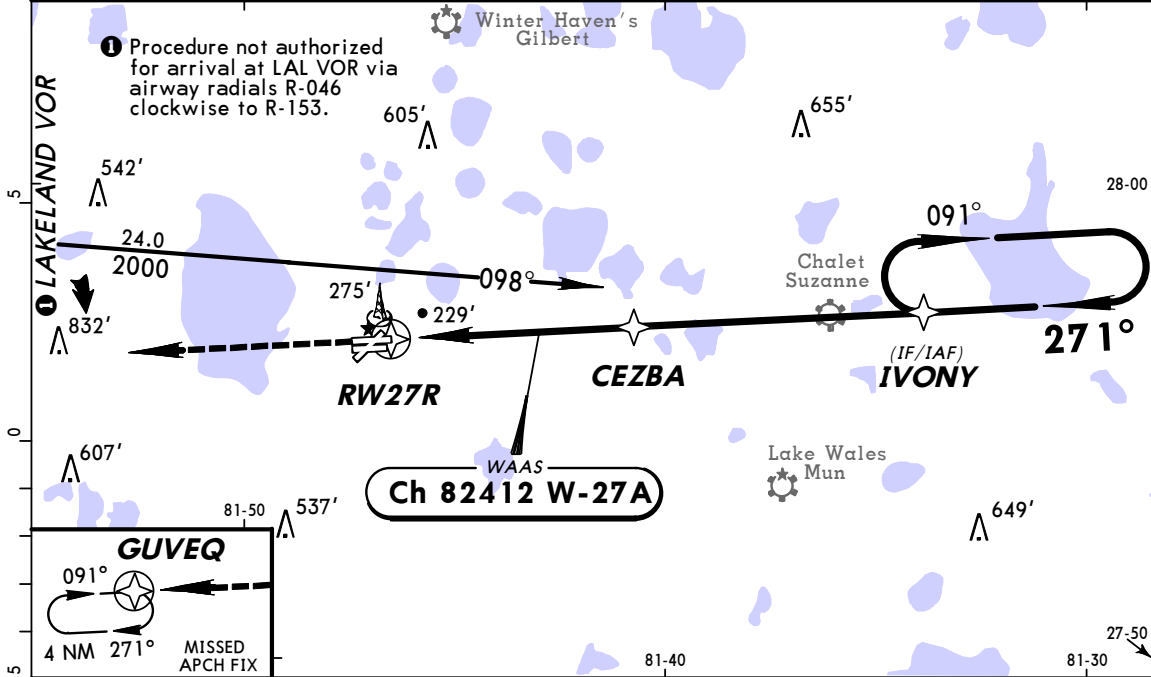 Winter Haven's
Gilbert
1 Procedure not authorized
for arrival at LAL VOR via
airway radials R-046
clockwise to R-153.
605'
655'
542'
5
1 LAKELAND VOR
28-00
091°
24.0
2000
098°
Chalet
Suzanne
275'
229'
832'
271°
(IF/IAF)
IVONY
CEZBA
RW27R
0
607'
WAAS
Ch 82412 W-27A
Lake Wales
Mun
81-50
537'
649'
GUVEQ
091°
4 NM
271°
MISSED
APCH FIX
5
81-40
81-30
27-50